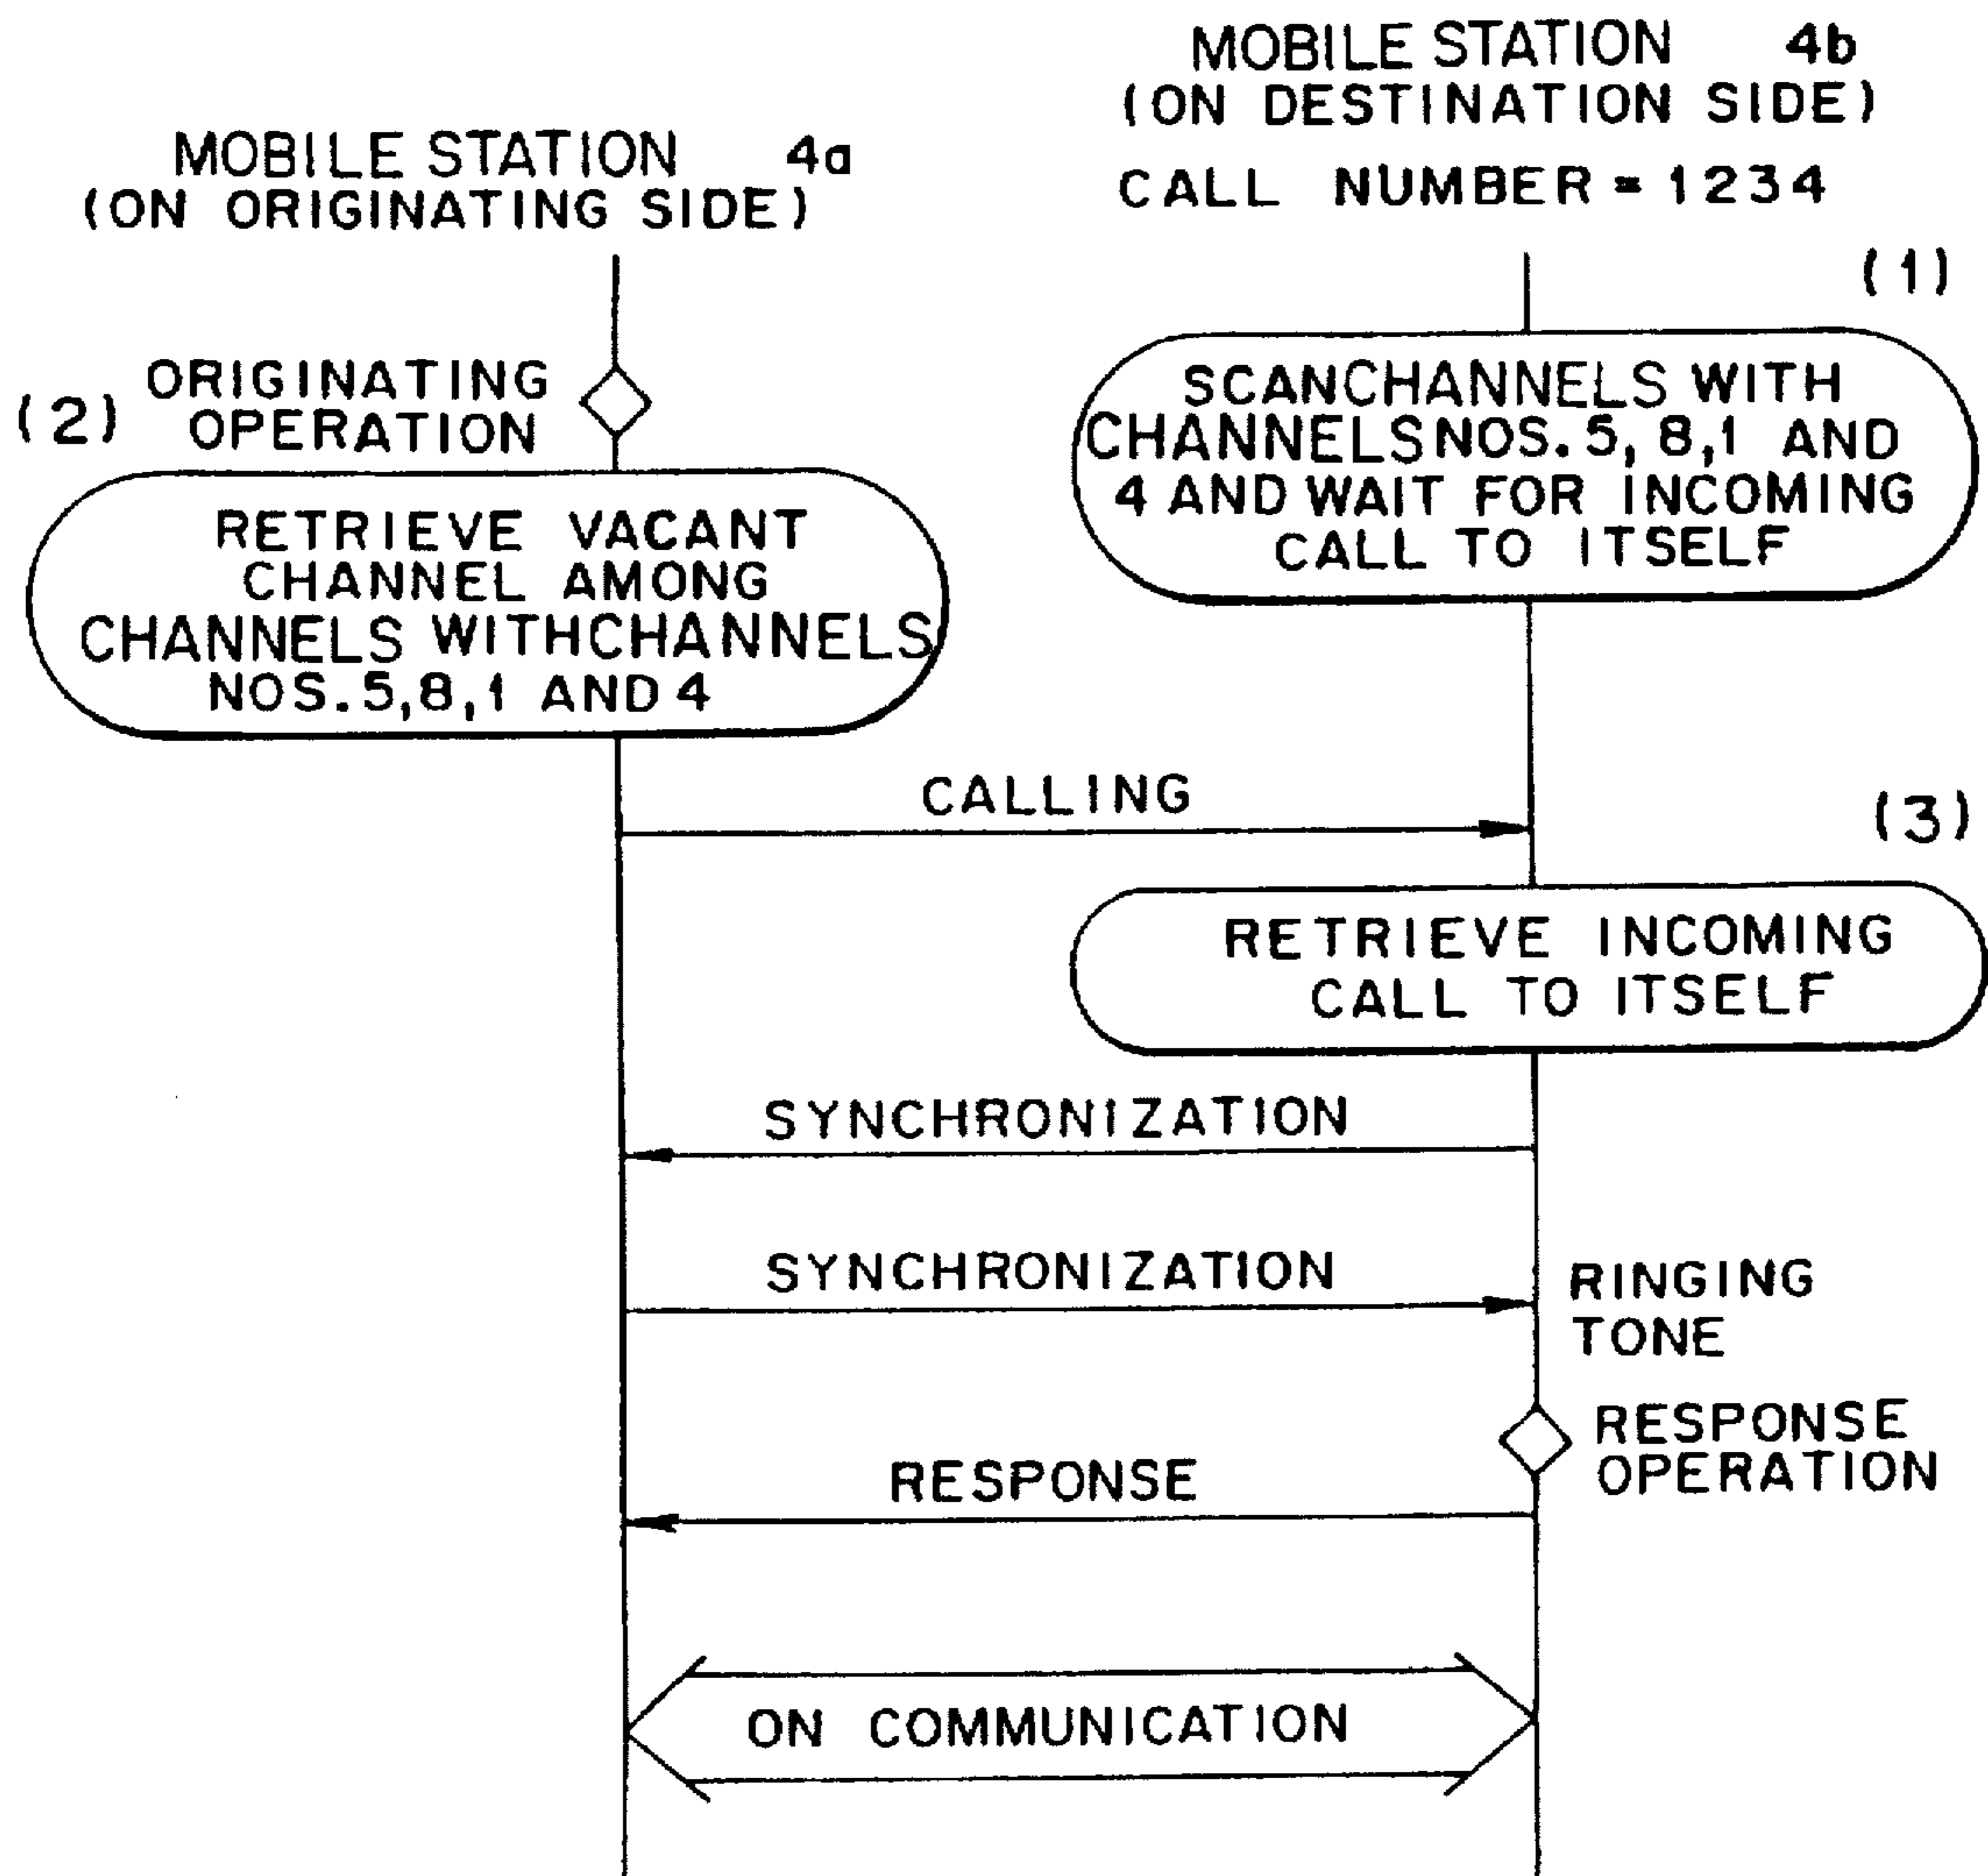 MOBILE STATION 4b
(ON DESTINATION SIDE)
CALL NUMBER = 1234
MOBILE STATION 4a
(ON ORIGINATING SIDE)
(1)
SCANCHANNELS WITH
CHANNELS NOS. 5, 8, 1 AND
4 AND WAIT FOR INCOMING
CALL TO ITSELF
(2) ORIGINATING
OPERATION
RETRIEVE VACANT
CHANNEL AMONG
CHANNELS WITHCHANNELS
NOS. 5, 8, 1 AND 4
CALLING
(3)
RETRIEVE INCOMING
CALL TO ITSELF
SYNCHRONIZATION
SYNCHRONIZATION
RINGING
TONE
RESPONSE
OPERATION
RESPONSE
ON COMMUNICATION